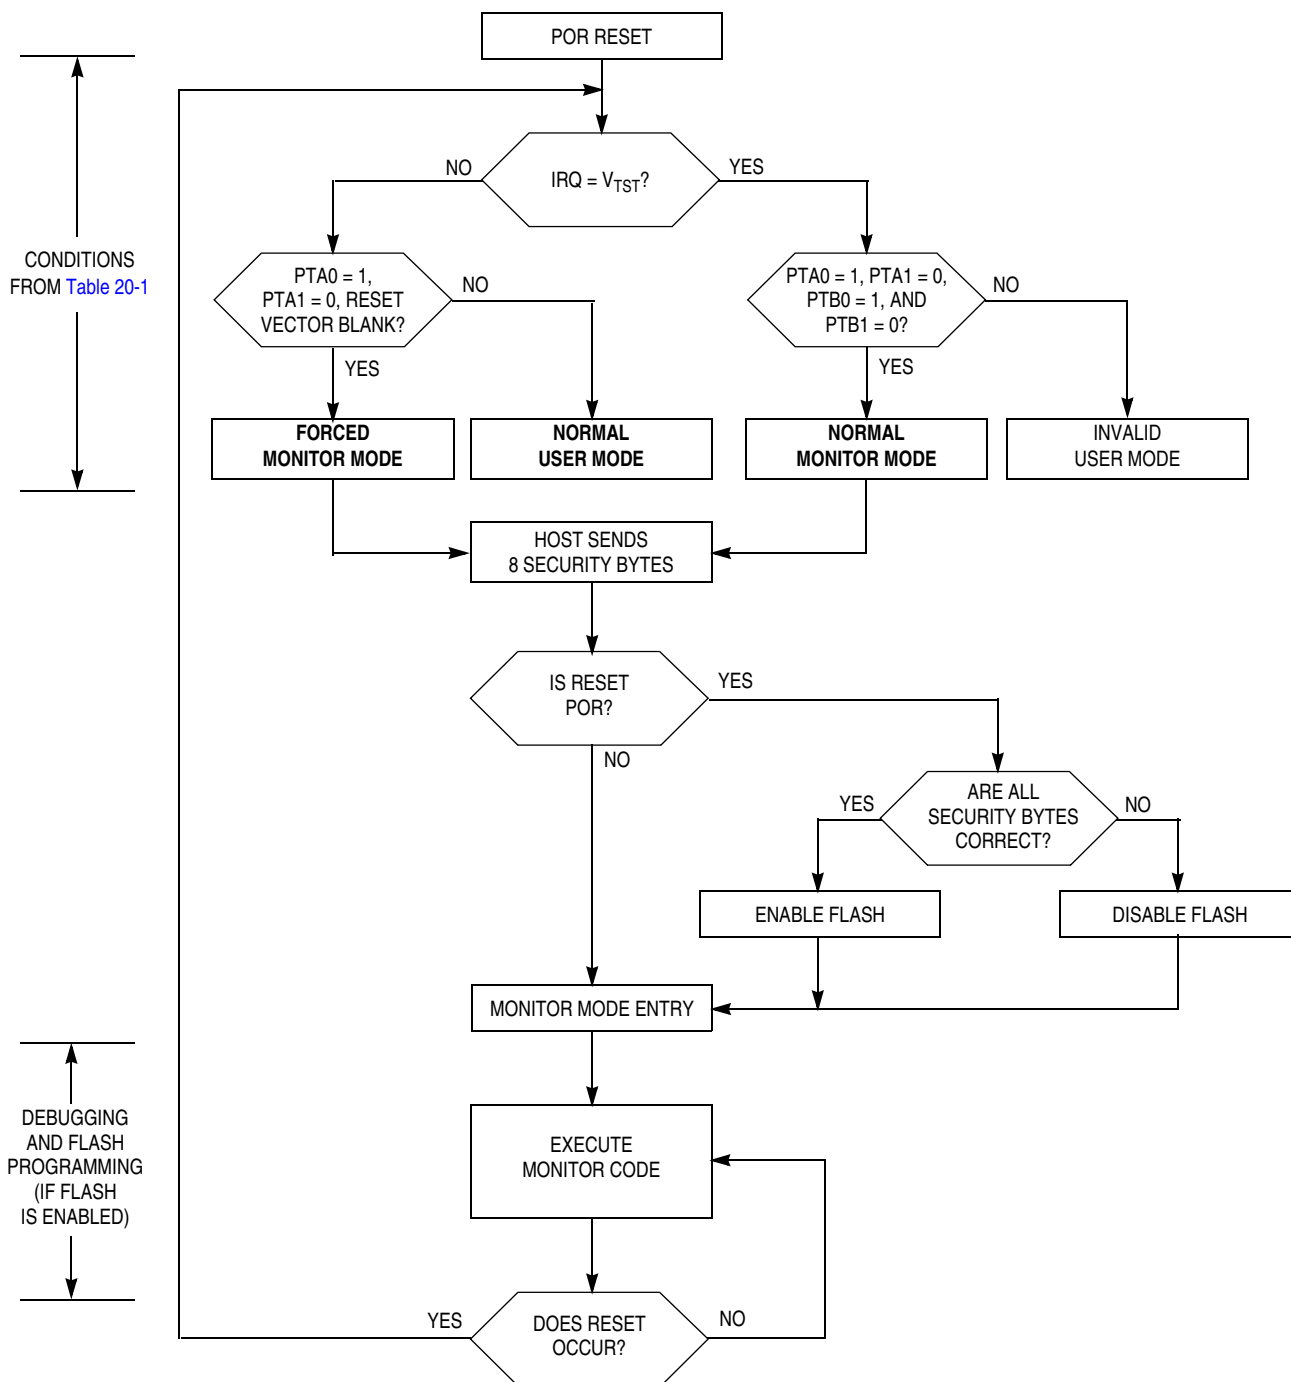 POR RESET
IRQ = VTST?
NO
YES
CONDITIONS
FROM Table 20-1
PTA0 = 1,
PTA1 = 0, RESET
VECTOR BLANK?
NO
YES
PTA0 = 1, PTA1 = 0,
PTB0 = 1, AND
PTB1 = 0?
NO
YES
FORCED
MONITOR MODE
NORMAL
USER MODE
NORMAL
MONITOR MODE
INVALID
USER MODE
HOST SENDS
8 SECURITY BYTES
IS RESET
POR?
YES
NO
ARE ALL
SECURITY BYTES
CORRECT?
YES
NO
ENABLE FLASH
DISABLE FLASH
MONITOR MODE ENTRY
DEBUGGING
AND FLASH
PROGRAMMING
(IF FLASH
IS ENABLED)
EXECUTE
MONITOR CODE
YES
DOES RESET
OCCUR?
NO